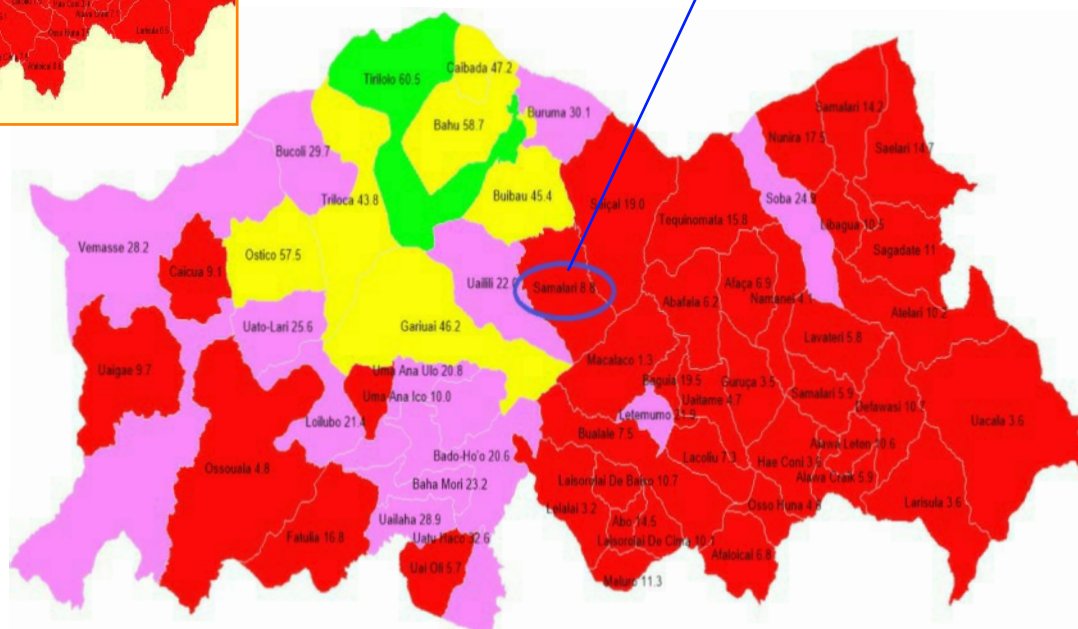 Larisula
Tirilolo 60.5
Caibada 47.2
Bahu 58.7
Buruma 30.1
Bucoli 29.7
Samalari 14.2
Nunira 17.5
Saelari 14.7
Triloca 43.8
Buibau 45.4
Seiçal 19.0
Soba 24.9
Tequinomata 15.8
Libagua 10.5
Vemasse 28.2
Ostico 57.5
Sagadate 11
Caicua 9.1
Uailili 22.
Samalari 8.8
Afaça 6.9
Namanei 4.1
Abafala 6.2
Atelari 10.2
Uato-Lari 25.6
Gariuai 46.2
Lavateri 5.8
Macalaco 1.3
Uaigae 9.7
Uma Ana Ulo 20.8
Baguia 19.5
Guruça 3.5
Uma Ana Ico 10.0
Uaitame 4.7
Samalari 5.9
Defawasi 10.7
Letemumo 21.9
Loilubo 21.4
Uacala 3.6
Bualale 7.5
Alawa Leten 10.6
Bado-Ho'o 20.6
Lacoliu 7.3
Hae Coni 3.6
Ossouala 4.8
Alawa Craik 5.9
Baha Mori 23.2
Laisorolai De Baixo 10.7
Larisula 3.6
Osso Huna 4.6
Lelalai 3.2
Uailaha 28.9
Abo 14.5
Fatulia 16.8
Uatu Haco 32.6
Laisorolai De Cima 10.1
Afaloicai 6.8
Uai Oli 5.7
Maluro 11.3